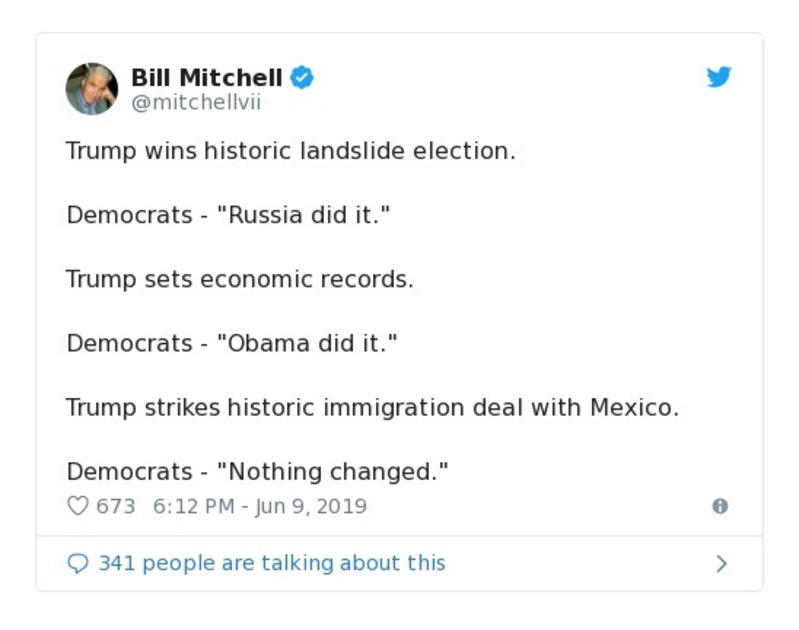 Bill Mitchell
@mitchellvii
Trump wins historic landslide election.
Democrats - "Russia did it."
Trump sets economic records.
Democrats - "Obama did it."
Trump strikes historic immigration deal with Mexico.
Democrats - "Nothing changed."
673 6:12 PM - Jun 9, 2019
341 people are talking about this